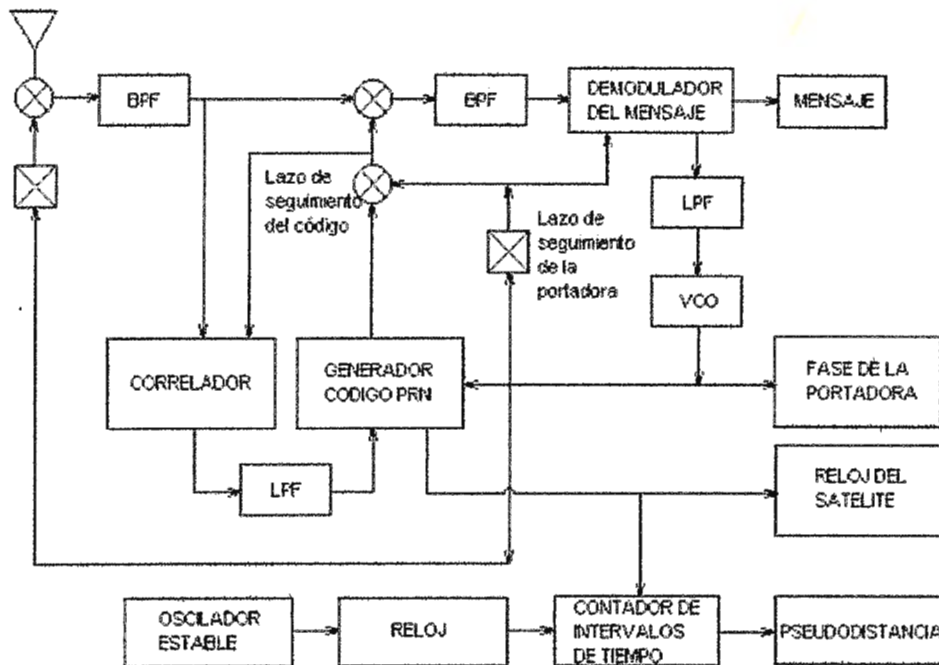 BPF
BPF
DEMODULADOR
DEL MENSAJE
MENSAJE
Lazo de
seguimiento
del código
Lazo de
seguimiento
de la
portadora
LPF
VCO
CORRELADOR
GENERADOR
CODIGO PRN
FASE DE LA
PORTADORA
LPF
RELOJ DEL
SATELITE
OSCILADOR
ESTABLE
RELOJ
CONTADOR DE
INTERVALOS
DE TIEMPO
PSEUDODISTANCIA